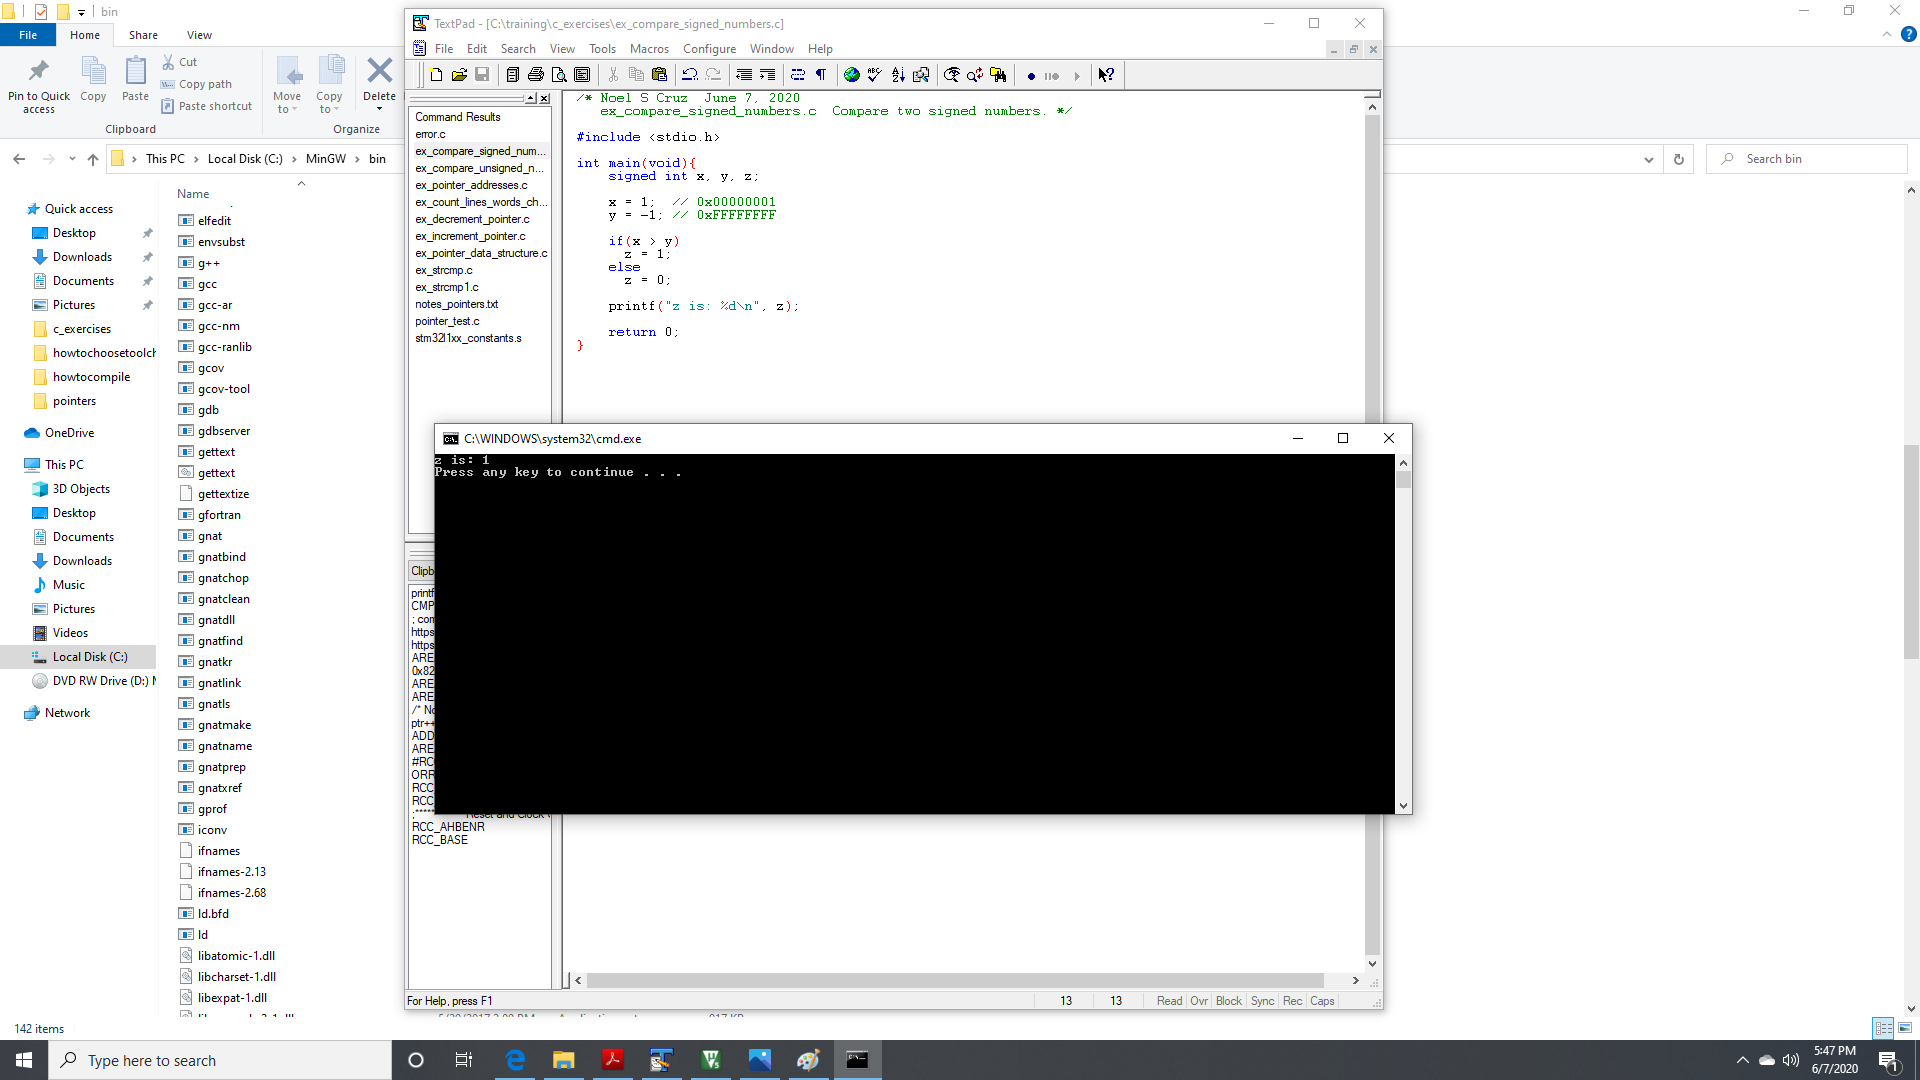 bin
File Home Share View
Pin to Quick access
Copy
Paste
Cut
Copy path
Paste shortcut
Clipboard
Move to
Copy to
Delete
Organize
This PC > Local Disk (C:) > MinGW > bin
Search bin
Quick access
Desktop
Downloads
Documents
Pictures
c_exercises
howtochoosetoolch
howtocompile
pointers
OneDrive
This PC
3D Objects
Desktop
Documents
Downloads
Music
Pictures
Videos
Local Disk (C:)
DVD RW Drive (D:) M
Network
Name
elfedit
envsubst
g++
gcc
gcc-ar
gcc-nm
gcc-ranlib
gcov
gcov-tool
gdb
gdbserver
gettext
gettext
gettextize
gfortran
gnat
gnatbind
gnatchop
gnatclean
gnatdll
gnatfind
gnatkr
gnatlink
gnatls
gnatmake
gnatname
gnatprep
gnatxref
gprof
iconv
ifnames
ifnames-2.13
ifnames-2.68
ld.bfd
ld
libatomic-1.dll
libcharset-1.dll
libexpat-1.dll
142 items
TextPad - [C:\training\c_exercises\ex_compare_signed_numbers.c]
File Edit Search View Tools Macros Configure Window Help
Command Results
error.c
ex_compare_signed_num...
ex_compare_unsigned_n...
ex_pointer_addresses.c
ex_count_lines_words_ch...
ex_decrement_pointer.c
ex_increment_pointer.c
ex_pointer_data_structure.c
ex_strcmp.c
ex_strcmp1.c
notes_pointers.txt
pointer_test.c
stm32l1xx_constants.s
/* Noel S Cruz  June 7, 2020
   ex_compare_signed_numbers.c  Compare two signed numbers. */
#include <stdio.h>
int main(void){
    signed int x, y, z;
    x = 1;  // 0x00000001
    y = -1; // 0xFFFFFFFF
    if(x > y)
      z = 1;
    else
      z = 0;
    printf("z is: %d\n", z);
    return 0;
}
C:\WINDOWS\system32\cmd.exe
z is: 1
Press any key to continue . . .
Clipb
printf
CMP
; com
https
https
ARE
0x82
ARE
ARE
/* No
ptr++
ADD
ARE
#RC
ORR
RCC
RCC
RCC_AHBENR
RCC_BASE
For Help, press F1
13 13 Read Ovr Block Sync Rec Caps
Type here to search
5:47 PM
6/7/2020
1